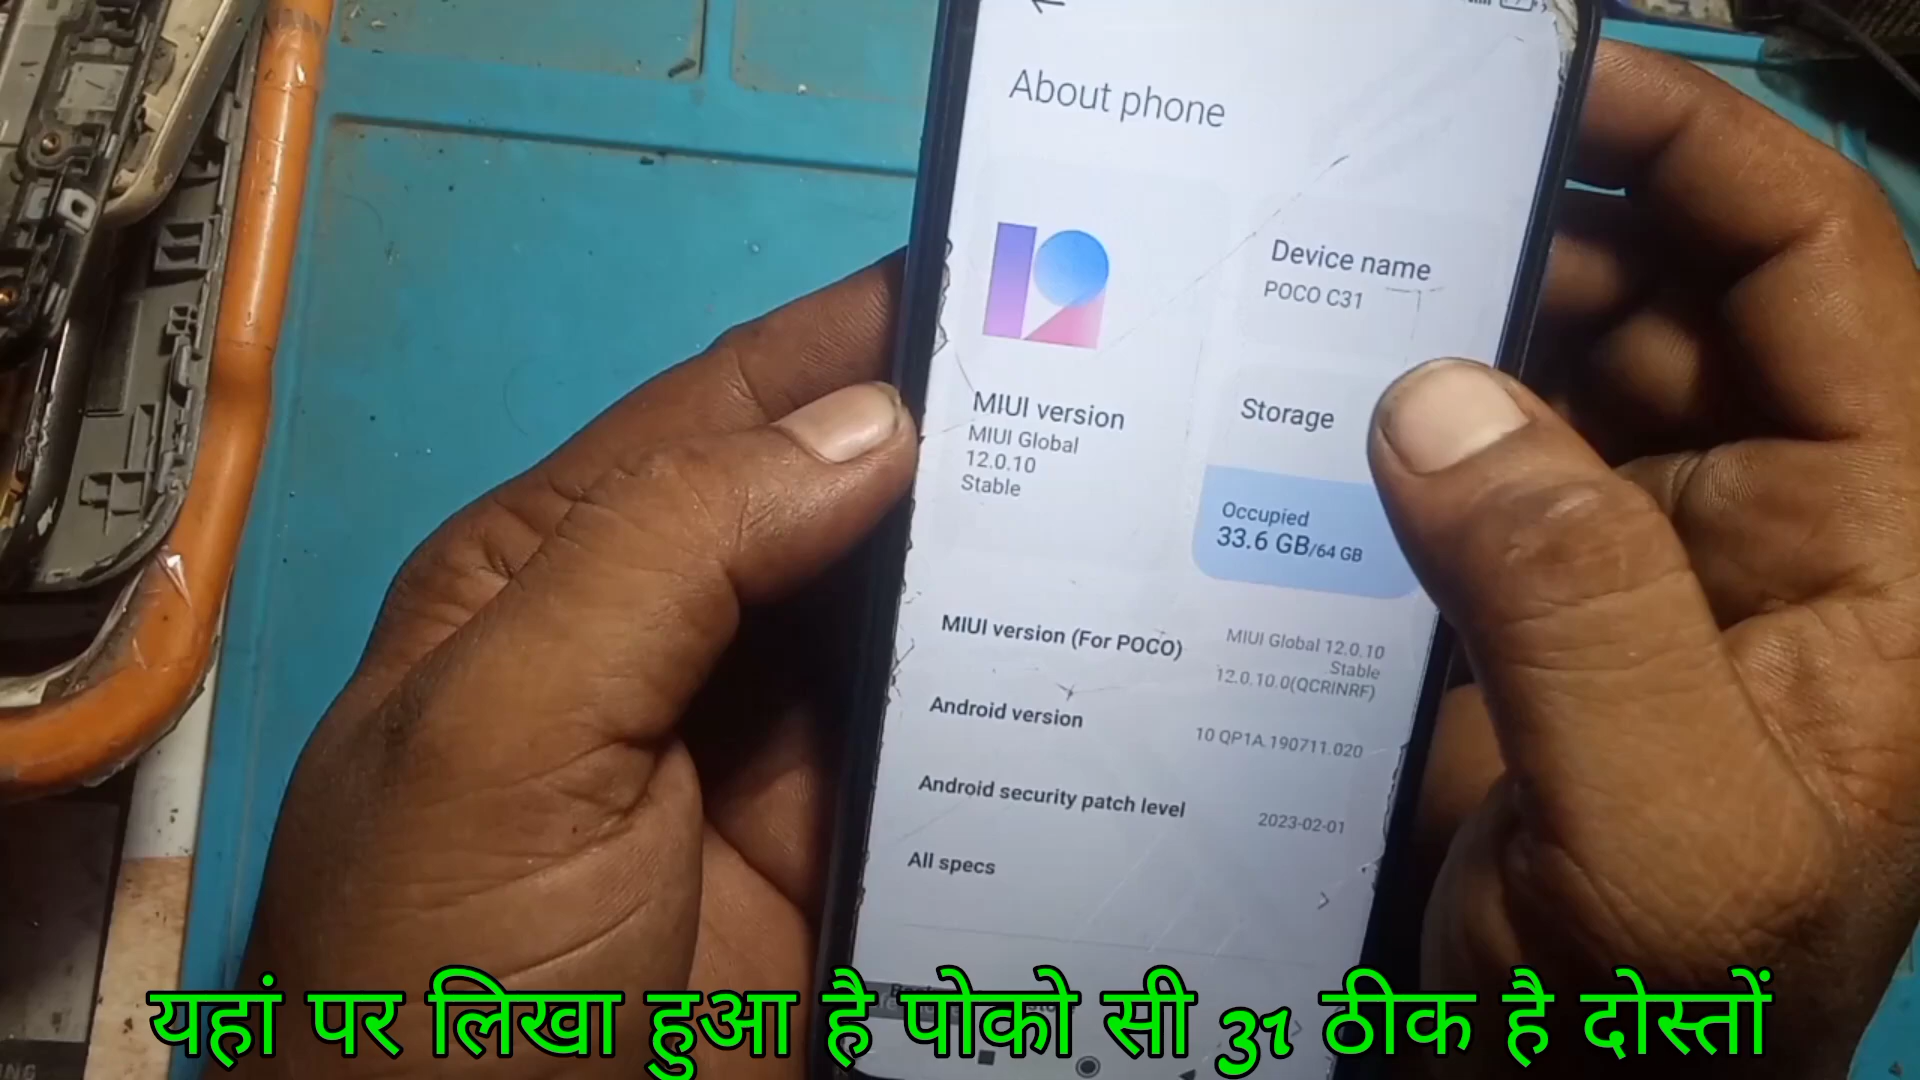 About phone
Device name
POCO C31
MIUI version
MIUI Global
12.0.10
Stable
Storage
Occupied
33.6 GB/64 GB
MIUI version (For POCO)
MIUI Global 12.0.10
Stable
12.0.10.0(QCRINRF)
Android version
10 QP1A.190711.020
Android security patch level
2023-02-01
All specs
यहां पर लिखा हुआ है पोको सी 31 ठीक है दोस्तों